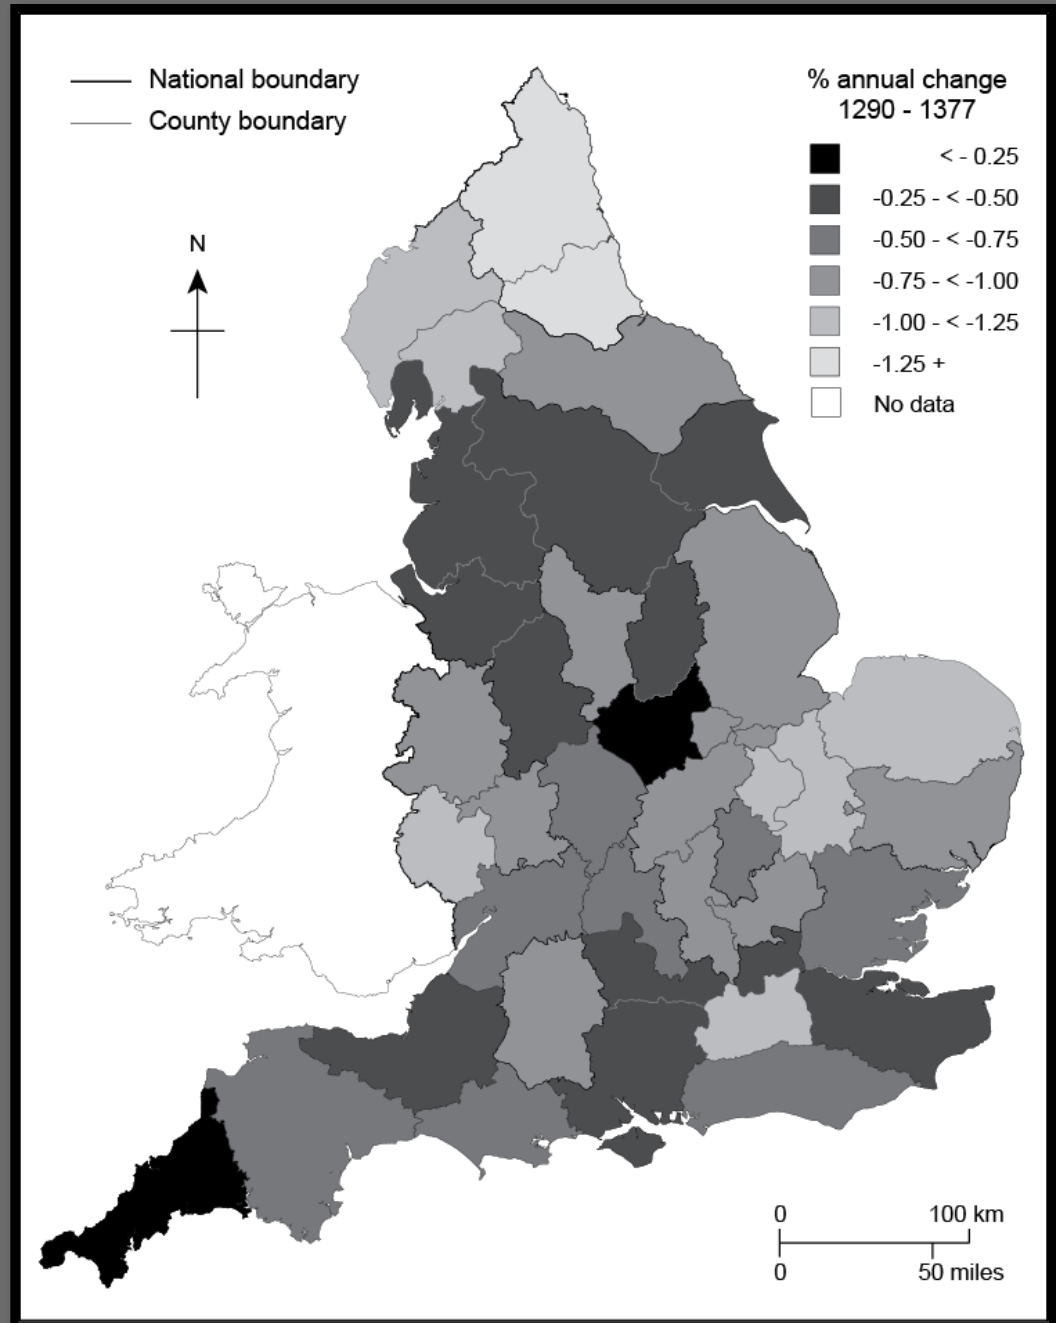 National boundary
County boundary
N
% annual change
1290 - 1377
< - 0.25
-0.25 - < -0.50
-0.50 - < -0.75
-0.75 - < -1.00
-1.00 - < -1.25
-1.25 +
No data
0 100 km
0 50 miles